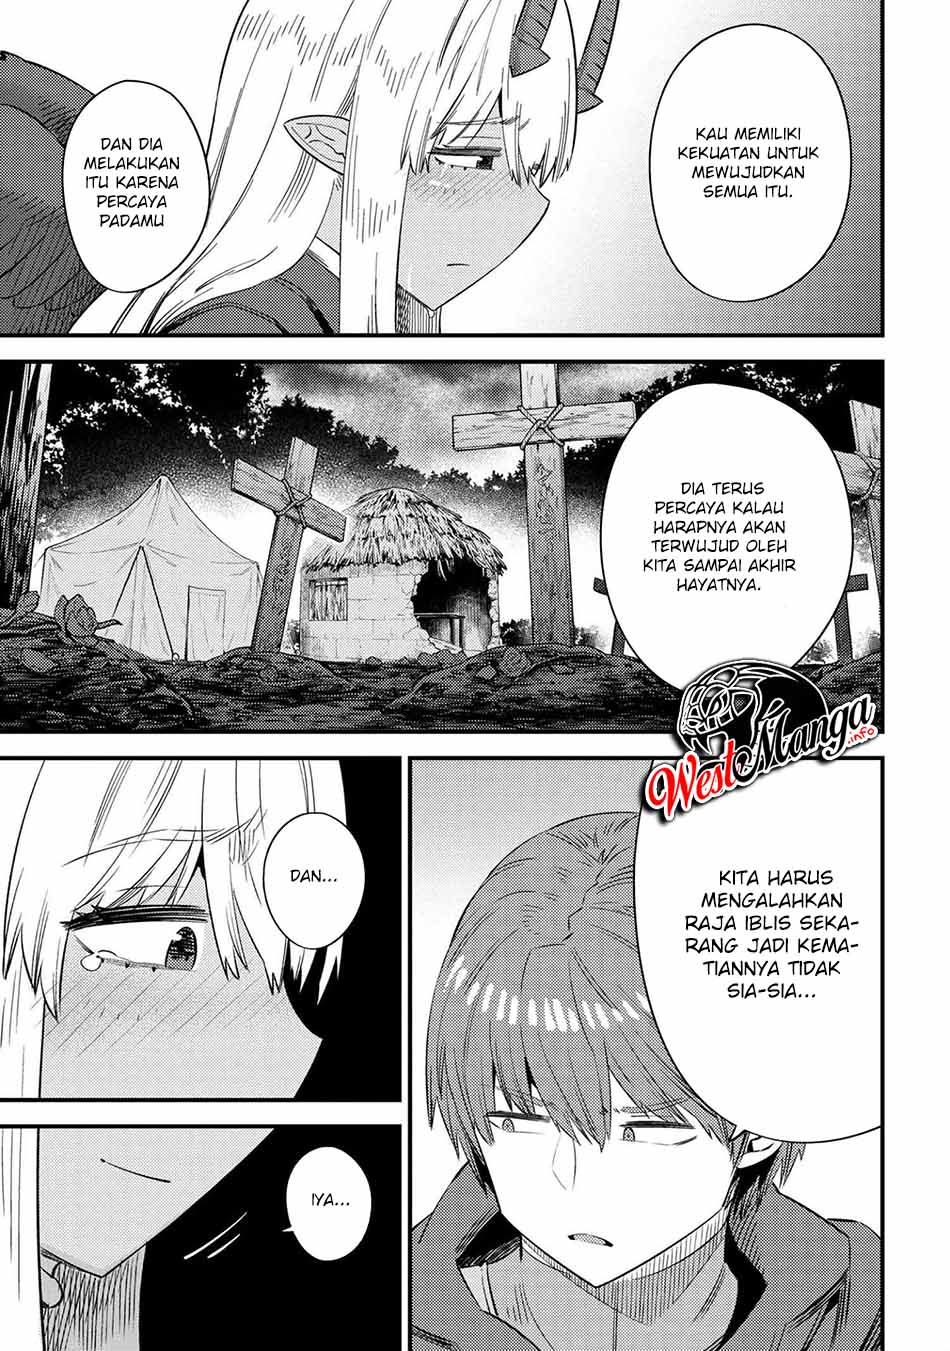 KAU MEMILIKI
KEKUATAN UNTUK
MEWUJUDKAN
SEMUA ITU.
DAN DIA
MELAKUKAN
ITU KARENA
PERCAYA
PADAMU
DIA TERUS
PERCAYA KALAU
HARAPNYA AKAN
TERWUJUD OLEH
KITA SAMPAI AKHIR
HAYATNYA.
WestManga
.info
KITA HARUS
MENGALAHKAN
RAJA IBLIS SEKA-
RANG JADI KEMA-
TIANNYA TIDAK
SIA-SIA...
DAN...
IYA...